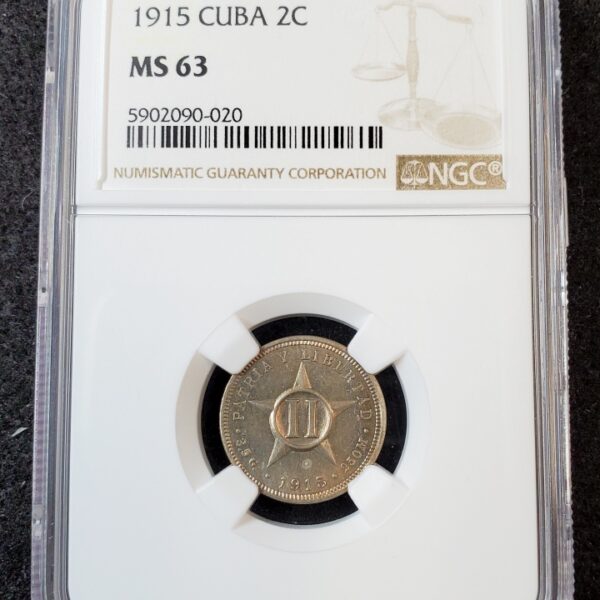 1915 CUBA 2C
MS 63
5902090-020
NUMISMATIC GUARANTY CORPORATION
NGC®
PATRIA Y LIBERTAD
II
1915